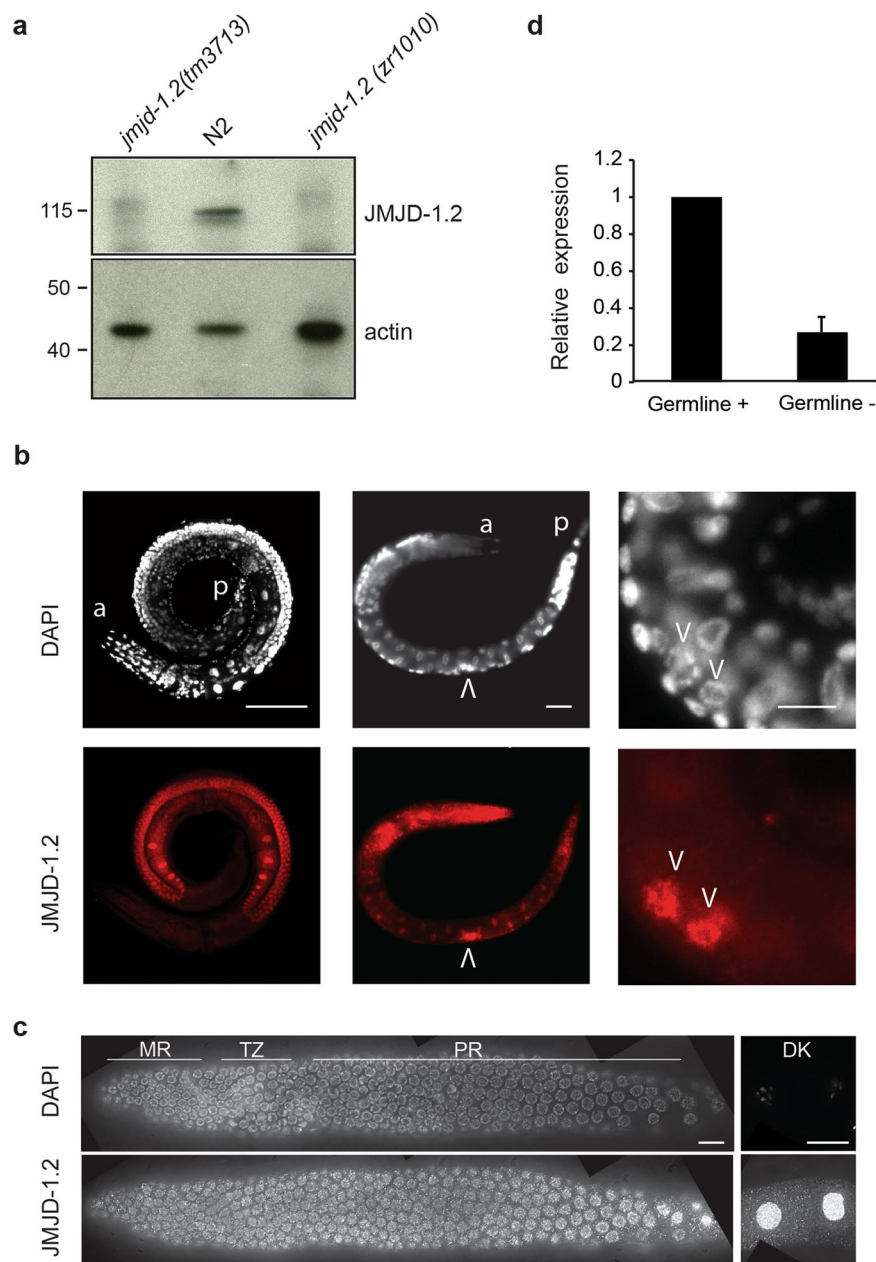 a
jmjd-1.2(tm3713)
N2
jmjd-1.2 (zr1010)
115
JMJD-1.2
50
40
actin
d
Relative expression
1.2
1
0.8
0.6
0.4
0.2
0
Germline +
Germline -
b
DAPI
a
p
a
p
Λ
V
V
JMJD-1.2
Λ
V
V
c
DAPI
MR
TZ
PR
DK
JMJD-1.2